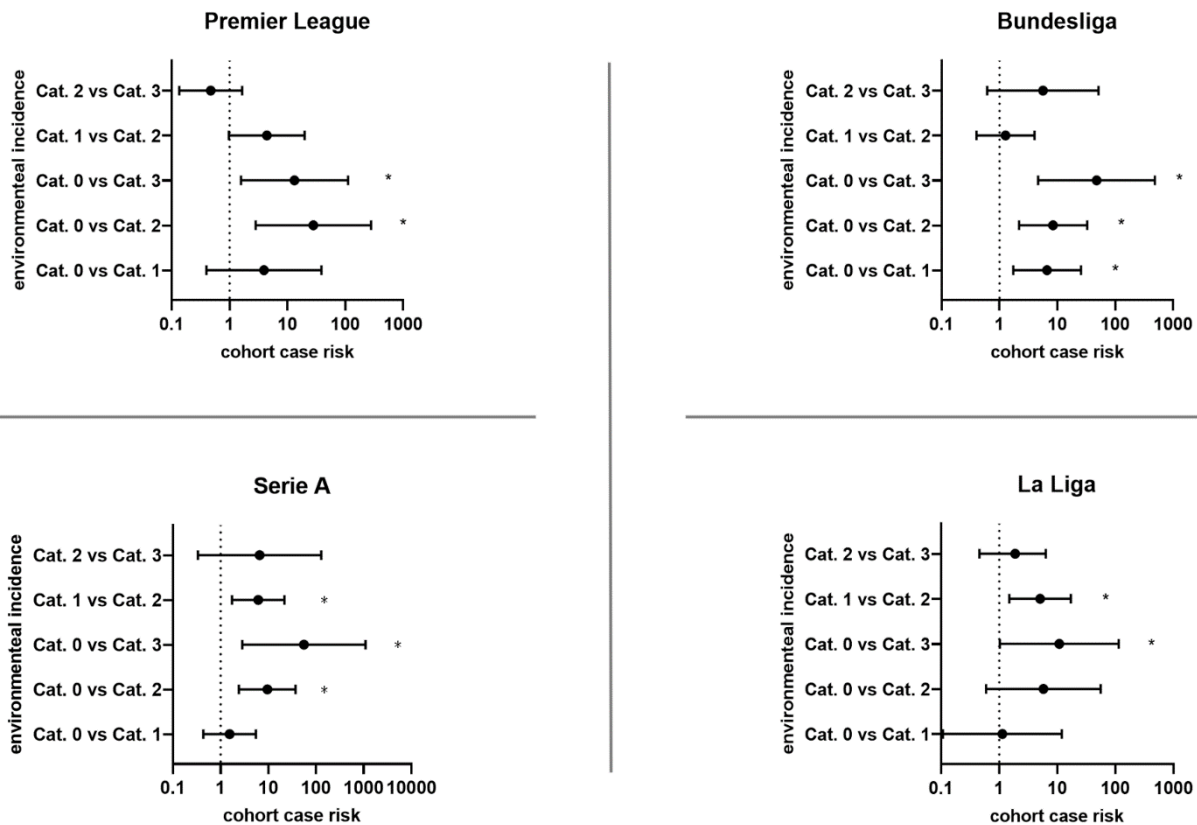 Premier League
environmenteal incidence
Cat. 2 vs Cat. 3
Cat. 1 vs Cat. 2
*
Cat. 0 vs Cat. 3
*
Cat. 0 vs Cat. 2
Cat. 0 vs Cat. 1
0.1 1 10 100 1000
cohort case risk
Bundesliga
environmenteal incidence
Cat. 2 vs Cat. 3
Cat. 1 vs Cat. 2
Cat. 0 vs Cat. 3 *
Cat. 0 vs Cat. 2 *
Cat. 0 vs Cat. 1 *
0.1 1 10 100 1000
cohort case risk
Serie A
environmenteal incidence
Cat. 2 vs Cat. 3
Cat. 1 vs Cat. 2 *
Cat. 0 vs Cat. 3 *
Cat. 0 vs Cat. 2 *
Cat. 0 vs Cat. 1
0.1 1 10 100 1000 10000
cohort case risk
La Liga
environmenteal incidence
Cat. 2 vs Cat. 3
Cat. 1 vs Cat. 2 *
Cat. 0 vs Cat. 3 *
Cat. 0 vs Cat. 2
Cat. 0 vs Cat. 1
0.1 1 10 100 1000
cohort case risk